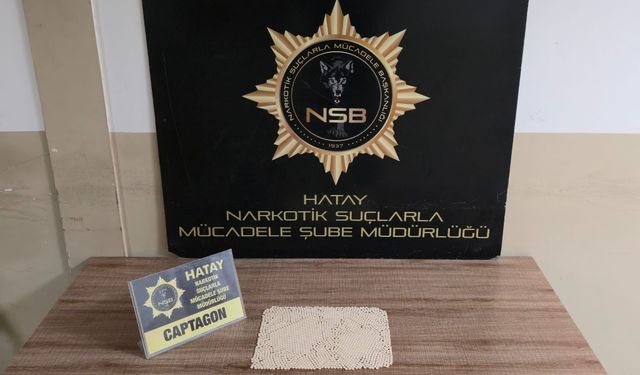 NARKOTİK SUÇLARLA MÜCADELE BAŞKANLIĞI
NSB
1937
HATAY
NARKOTİK SUÇLARLA
MÜCADELE ŞUBE MÜDÜRLÜĞÜ
HATAY
NARKOTİK
SUÇLARLA
MÜCADELE ŞUBE
MÜDÜRLÜĞÜ
NSB
CAPTAGON